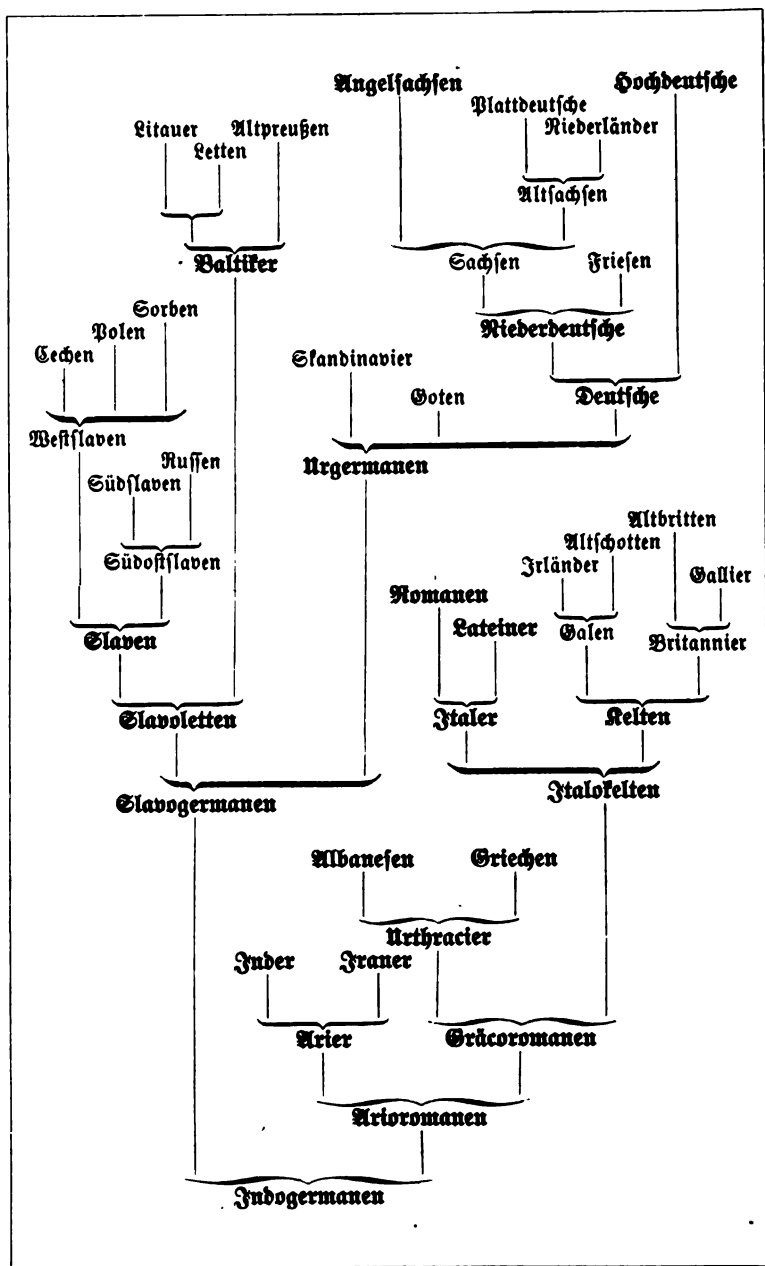 Angelsachsen
Hochdeutsche
Plattdeutsche
Niederländer
Litauer
Altpreußen
Letten
Altsachsen
Baltiker
Sachsen
Friesen
Sorben
Polen
Cechen
Niederdeutsche
Skandinavier
Goten
Deutsche
Westslaven
Urgermanen
Russen
Südslaven
Südostslaven
Altbritten
Altschotten
Irländer
Gallier
Romanen
Lateiner
Galen
Britannier
Slaven
Slavoletten
Italer
Kelten
Slavogermanen
Italokelten
Albanesen
Griechen
Urthracier
Inder
Iraner
Arier
Gräcoromanen
Arioromanen
Indogermanen